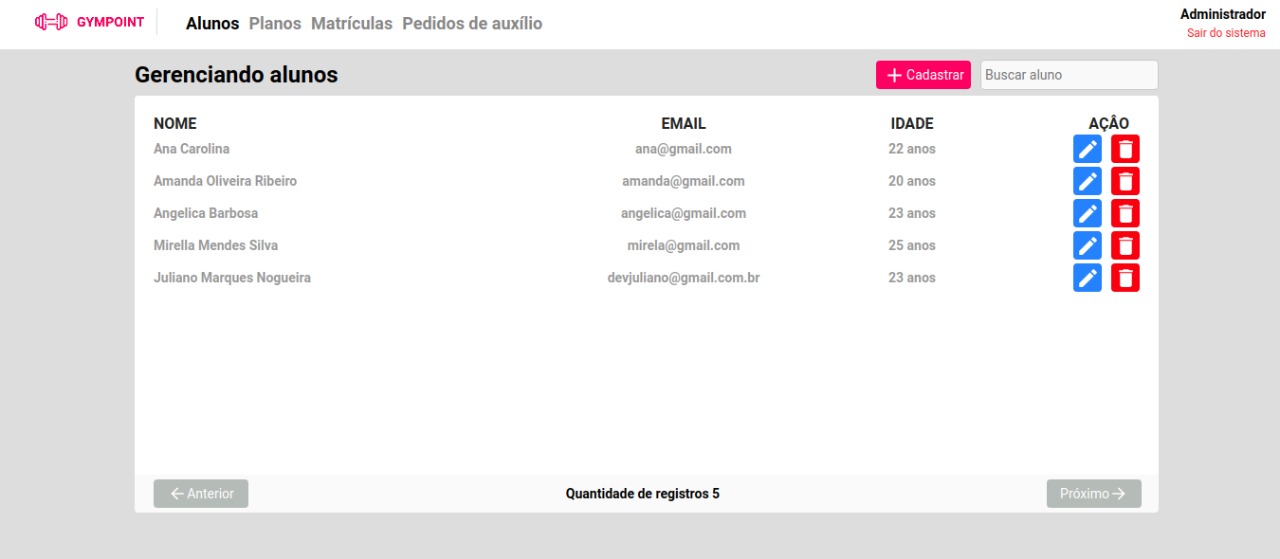 GYMPOINT Alunos Planos Matrículas Pedidos de auxílio Administrador
Sair do sistema
Gerenciando alunos + Cadastrar Buscar aluno
NOME EMAIL IDADE AÇÂO
Ana Carolina ana@gmail.com 22 anos
Amanda Oliveira Ribeiro amanda@gmail.com 20 anos
Angelica Barbosa angelica@gmail.com 23 anos
Mirella Mendes Silva mirela@gmail.com 25 anos
Juliano Marques Nogueira devjuliano@gmail.com.br 23 anos
← Anterior Quantidade de registros 5 Próximo →